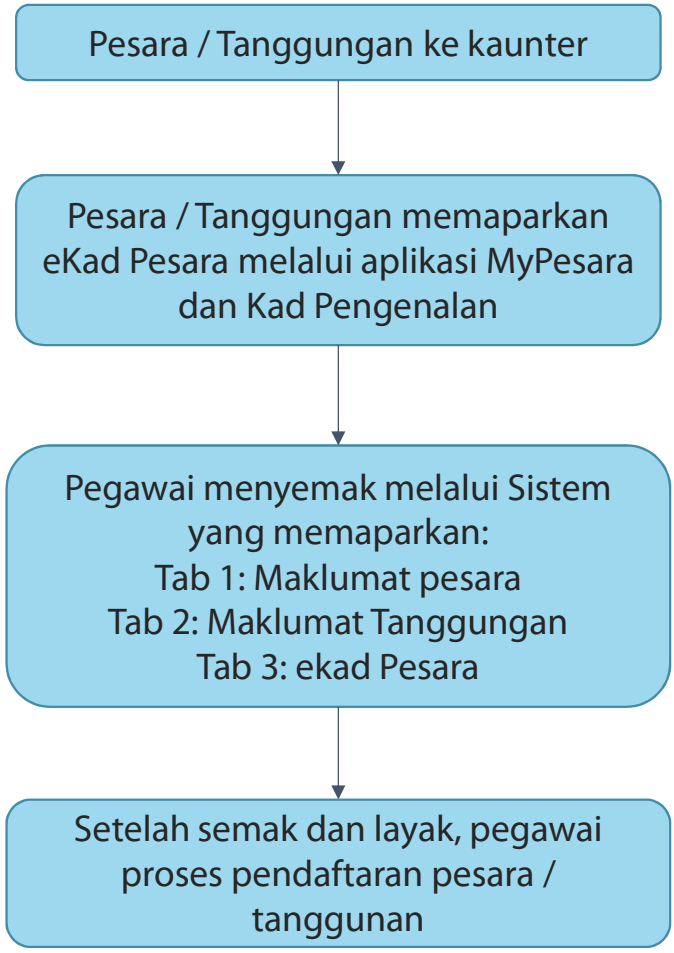 Pesara / Tanggungan ke kaunter
Pesara / Tanggungan memaparkan
eKad Pesara melalui aplikasi MyPesara
dan Kad Pengenalan
Pegawai menyemak melalui Sistem
yang memaparkan:
Tab 1: Maklumat pesara
Tab 2: Maklumat Tanggungan
Tab 3: ekad Pesara
Setelah semak dan layak, pegawai
proses pendaftaran pesara /
tanggunan